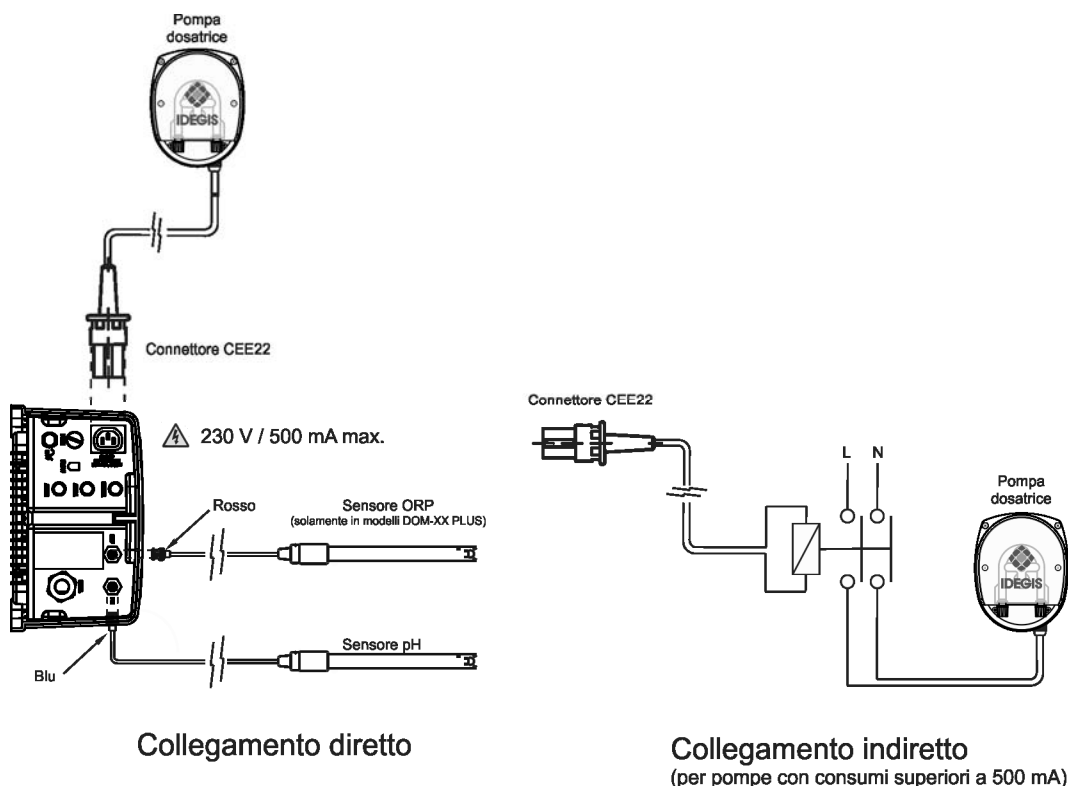 Pompa
dosatrice
IDEGIS
Connettore CEE22
230 V / 500 mA max.
Rosso
Sensore ORP
(solamente in modelli DOM-XX PLUS)
Sensore pH
Blu
Collegamento diretto
Connettore CEE22
L N
Pompa
dosatrice
IDEGIS
Collegamento indiretto
(per pompe con consumi superiori a 500 mA)